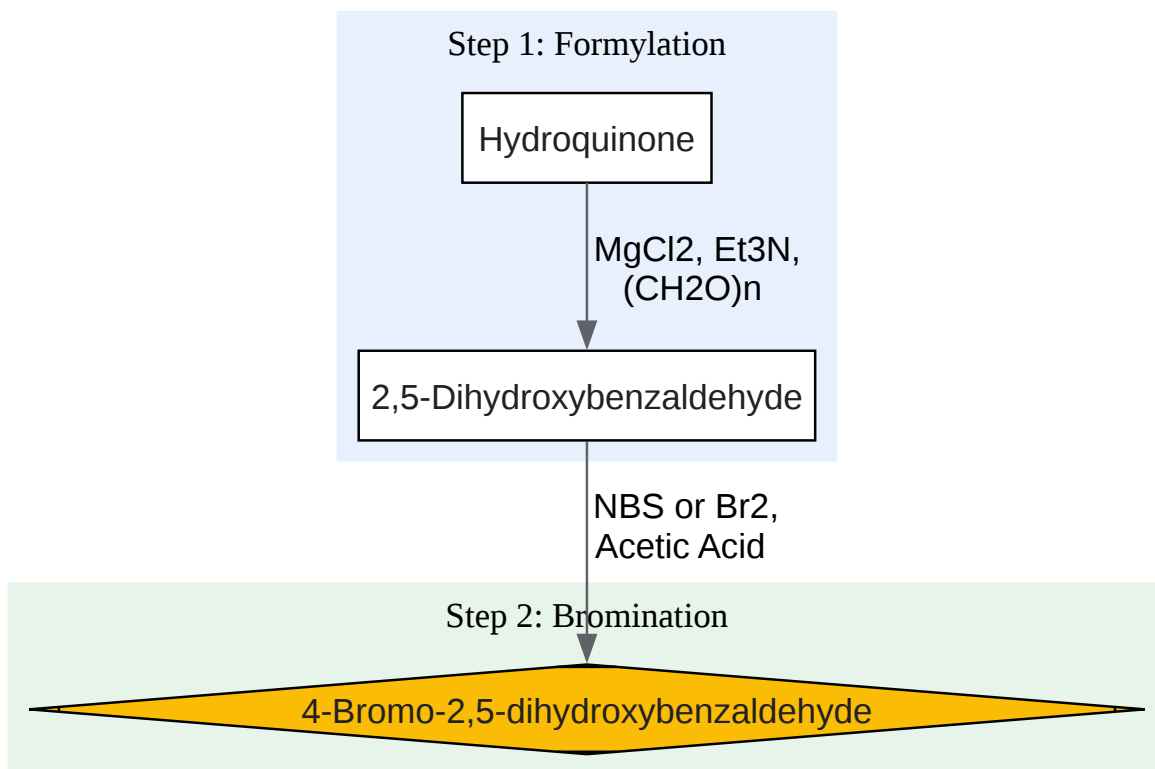 Step 1: Formylation
Hydroquinone
MgCl2, Et3N,
(CH2O)n
2,5-Dihydroxybenzaldehyde
NBS or Br2,
Acetic Acid
Step 2: Bromination
4-Bromo-2,5-dihydroxybenzaldehyde